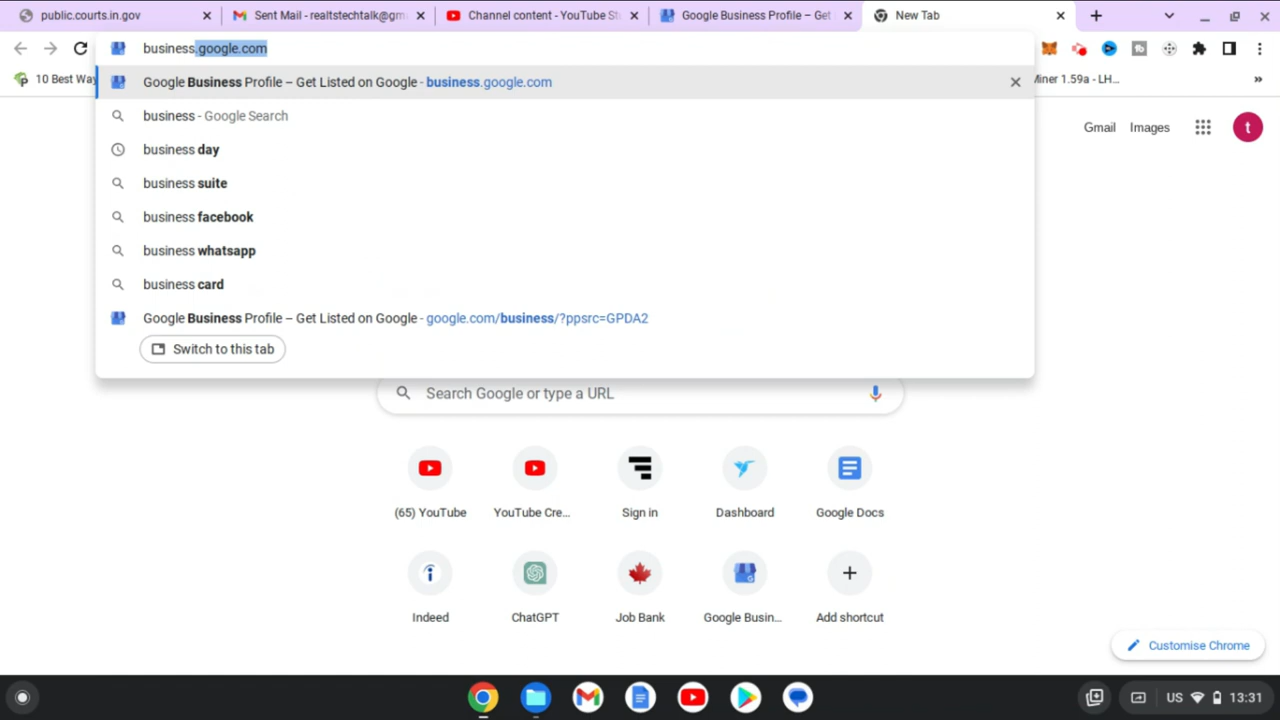 public.courts.in.gov
Sent Mail - realtstechtalk@gm
Channel content - YouTube St
Google Business Profile – Get
New Tab
business.google.com
10 Best Way
Miner 1.59a - LH...
»
Google Business Profile – Get Listed on Google - business.google.com
business - Google Search
business day
business suite
business facebook
business whatsapp
business card
Google Business Profile – Get Listed on Google - google.com/business/?ppsrc=GPDA2
Switch to this tab
Gmail
Images
t
Search Google or type a URL
(65) YouTube
YouTube Cre...
Sign in
Dashboard
Google Docs
Indeed
ChatGPT
Job Bank
Google Busin...
Add shortcut
Customise Chrome
US
13:31